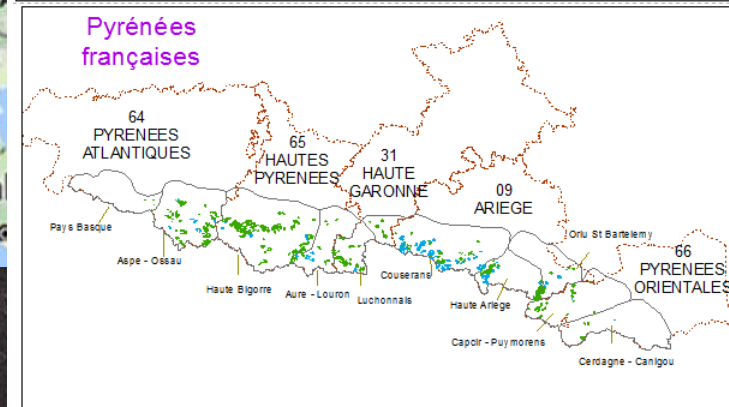 Pyrénées
françaises
64
PYRENEES
ATLANTIQUES
65
HAUTES
PYRENEES
31
HAUTE
GARONNE
09
ARIEGE
66
PYRENEES
ORIENTALES
Pays Basque
Aspe - Ossau
Haute Bigorre
Aure - Louron
Luchonnais
Couserans
Haute Ariege
Orlu St Bartelemy
Capcir - Puymorens
Cerdagne - Canigou